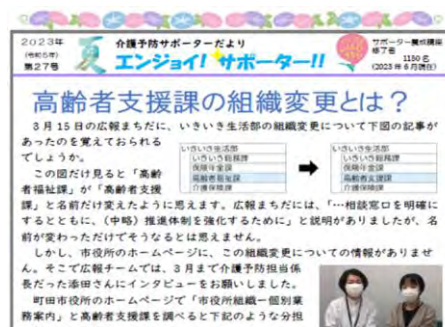 2023年
(令和5年)
第27号
夏
介護予防サポーターだより
エンジョイ! サポーター!!
サポーター養成講座
修了者
1150名
(2023年6月現在)
高齢者支援課の組織変更とは?
3月15日の広報まちだに、いきいき生活部の組織変更について下図の記事が
あったのを覚えておられる
でしょうか。
この図だけ見ると「高齢
者福祉課」が「高齢者支援
課」と名前だけ変えたように思えます。広報まちだには、「…相談窓口を明確に
するとともに、(中略)推進体制を強化するために」と説明がありましたが、名
前が変わっただけでそうなるとは思えません。
しかし、市役所のホームページに、この組織変更についての情報がありませ
ん。そこで広報チームでは、3月まで介護予防担当係
長だった添田さんにインタビューをお願いしました。
町田市役所のホームページで「市役所組織ー個別業
務案内」と高齢者支援課を調べると下記のような分担
いきいき生活部
いきいき総務課
保険年金課
高齢者福祉課
介護保険課
いきいき生活部
いきいき総務課
保険年金課
高齢者支援課
介護保険課